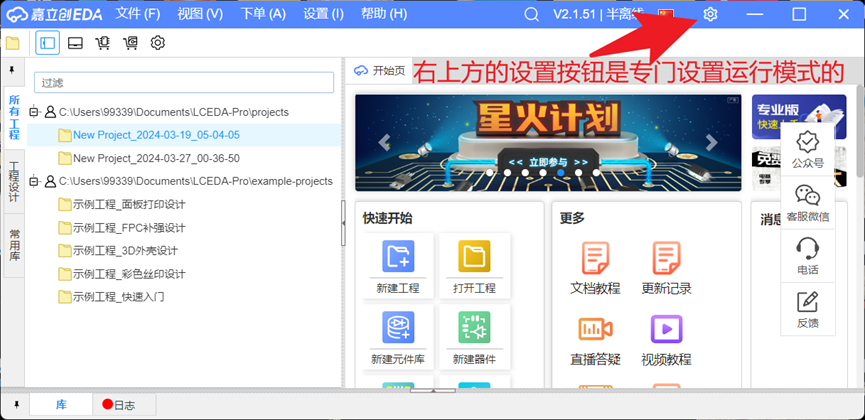 嘉立创EDA 文件 (F) 视图 (V) 下单 (A) 设置 (I) 帮助 (H) V2.1.51 | 半离线
右上方的设置按钮是专门设置运行模式的
开始页
过滤
所有工程
工程设计
常用库
C:\Users\99339\Documents\LCEDA-Pro\projects
New Project_2024-03-19_05-04-05
New Project_2024-03-27_00-36-50
C:\Users\99339\Documents\LCEDA-Pro\example-projects
示例工程_面板打印设计
示例工程_FPC补强设计
示例工程_3D外壳设计
示例工程_彩色丝印设计
示例工程_快速入门
星火计划
<< 立即参与 >>
专业版
快速
免费
快速开始
新建工程
打开工程
新建元件库
新建器件
更多
文档教程
更新记录
直播答疑
视频教程
消息
公众号
客服微信
电话
反馈
库
日志